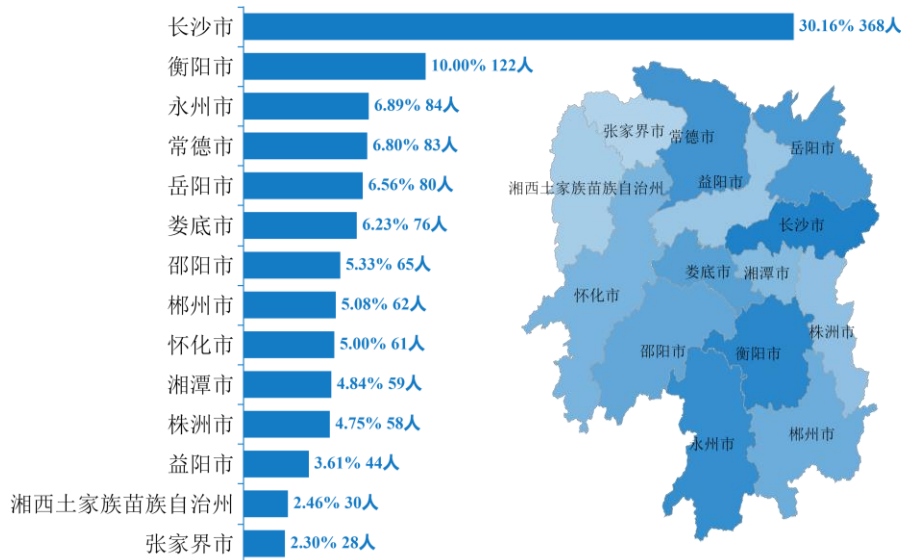 长沙市 30.16% 368人
衡阳市 10.00% 122人
永州市 6.89% 84人
常德市 6.80% 83人
岳阳市 6.56% 80人
娄底市 6.23% 76人
邵阳市 5.33% 65人
郴州市 5.08% 62人
怀化市 5.00% 61人
湘潭市 4.84% 59人
株洲市 4.75% 58人
益阳市 3.61% 44人
湘西土家族苗族自治州 2.46% 30人
张家界市 2.30% 28人
张家界市
常德市
岳阳市
湘西土家族苗族自治州
益阳市
长沙市
娄底市
湘潭市
怀化市
株洲市
邵阳市
衡阳市
永州市
郴州市